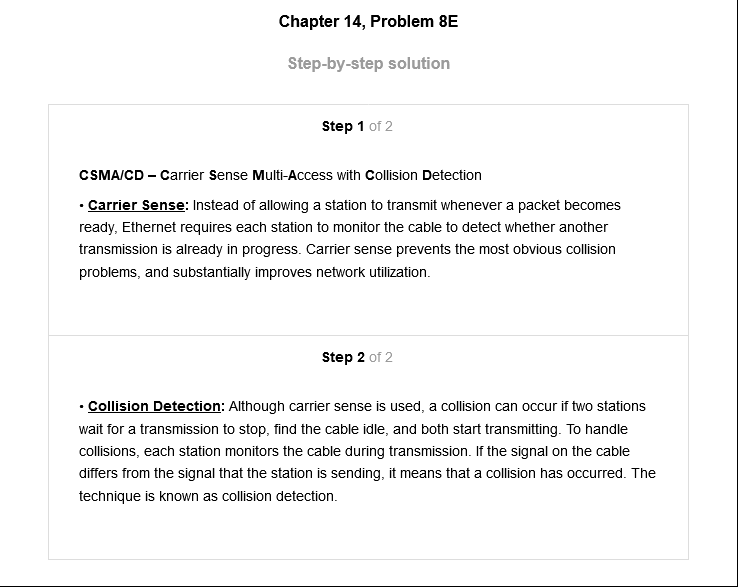 Chapter 14, Problem 8E
Step-by-step solution
Step 1 of 2
CSMA/CD – Carrier Sense Multi-Access with Collision Detection
• Carrier Sense: Instead of allowing a station to transmit whenever a packet becomes
ready, Ethernet requires each station to monitor the cable to detect whether another
transmission is already in progress. Carrier sense prevents the most obvious collision
problems, and substantially improves network utilization.
Step 2 of 2
• Collision Detection: Although carrier sense is used, a collision can occur if two stations
wait for a transmission to stop, find the cable idle, and both start transmitting. To handle
collisions, each station monitors the cable during transmission. If the signal on the cable
differs from the signal that the station is sending, it means that a collision has occurred. The
technique is known as collision detection.